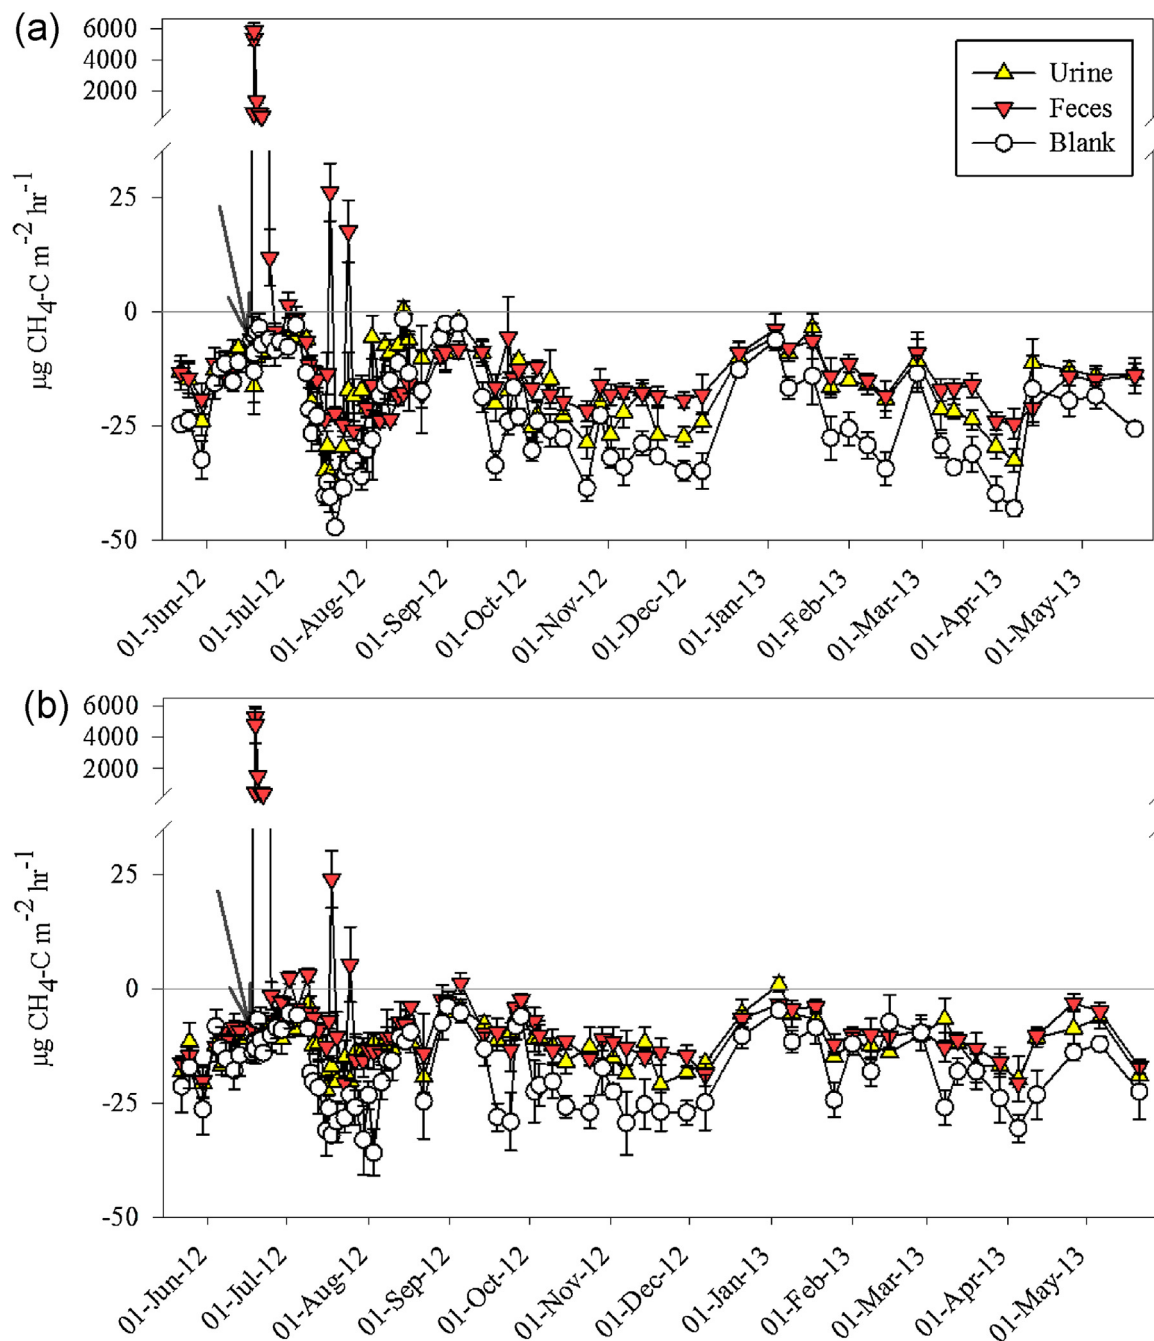 (a)
6000
4000
2000
25
0
-25
-50
µg CH4-C m-2 hr-1
Urine
Feces
Blank
01-Jun-12
01-Jul-12
01-Aug-12
01-Sep-12
01-Oct-12
01-Nov-12
01-Dec-12
01-Jan-13
01-Feb-13
01-Mar-13
01-Apr-13
01-May-13
(b)
6000
4000
2000
25
0
-25
-50
µg CH4-C m-2 hr-1
01-Jun-12
01-Jul-12
01-Aug-12
01-Sep-12
01-Oct-12
01-Nov-12
01-Dec-12
01-Jan-13
01-Feb-13
01-Mar-13
01-Apr-13
01-May-13